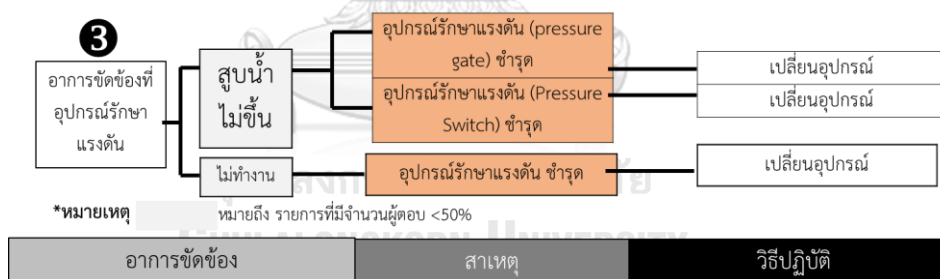 ❸
อาการขัดข้องที่
อุปกรณ์รักษา
แรงดัน
สูบน้ำ
ไม่ขึ้น
อุปกรณ์รักษาแรงดัน (pressure
gate) ชำรุด
เปลี่ยนอุปกรณ์
อุปกรณ์รักษาแรงดัน (Pressure
Switch) ชำรุด
เปลี่ยนอุปกรณ์
ไม่ทำงาน
อุปกรณ์รักษาแรงดัน ชำรุด
เปลี่ยนอุปกรณ์
*หมายเหตุ หมายถึง รายการที่มีจำนวนผู้ตอบ <50%
อาการขัดข้อง สาเหตุ วิธีปฏิบัติ